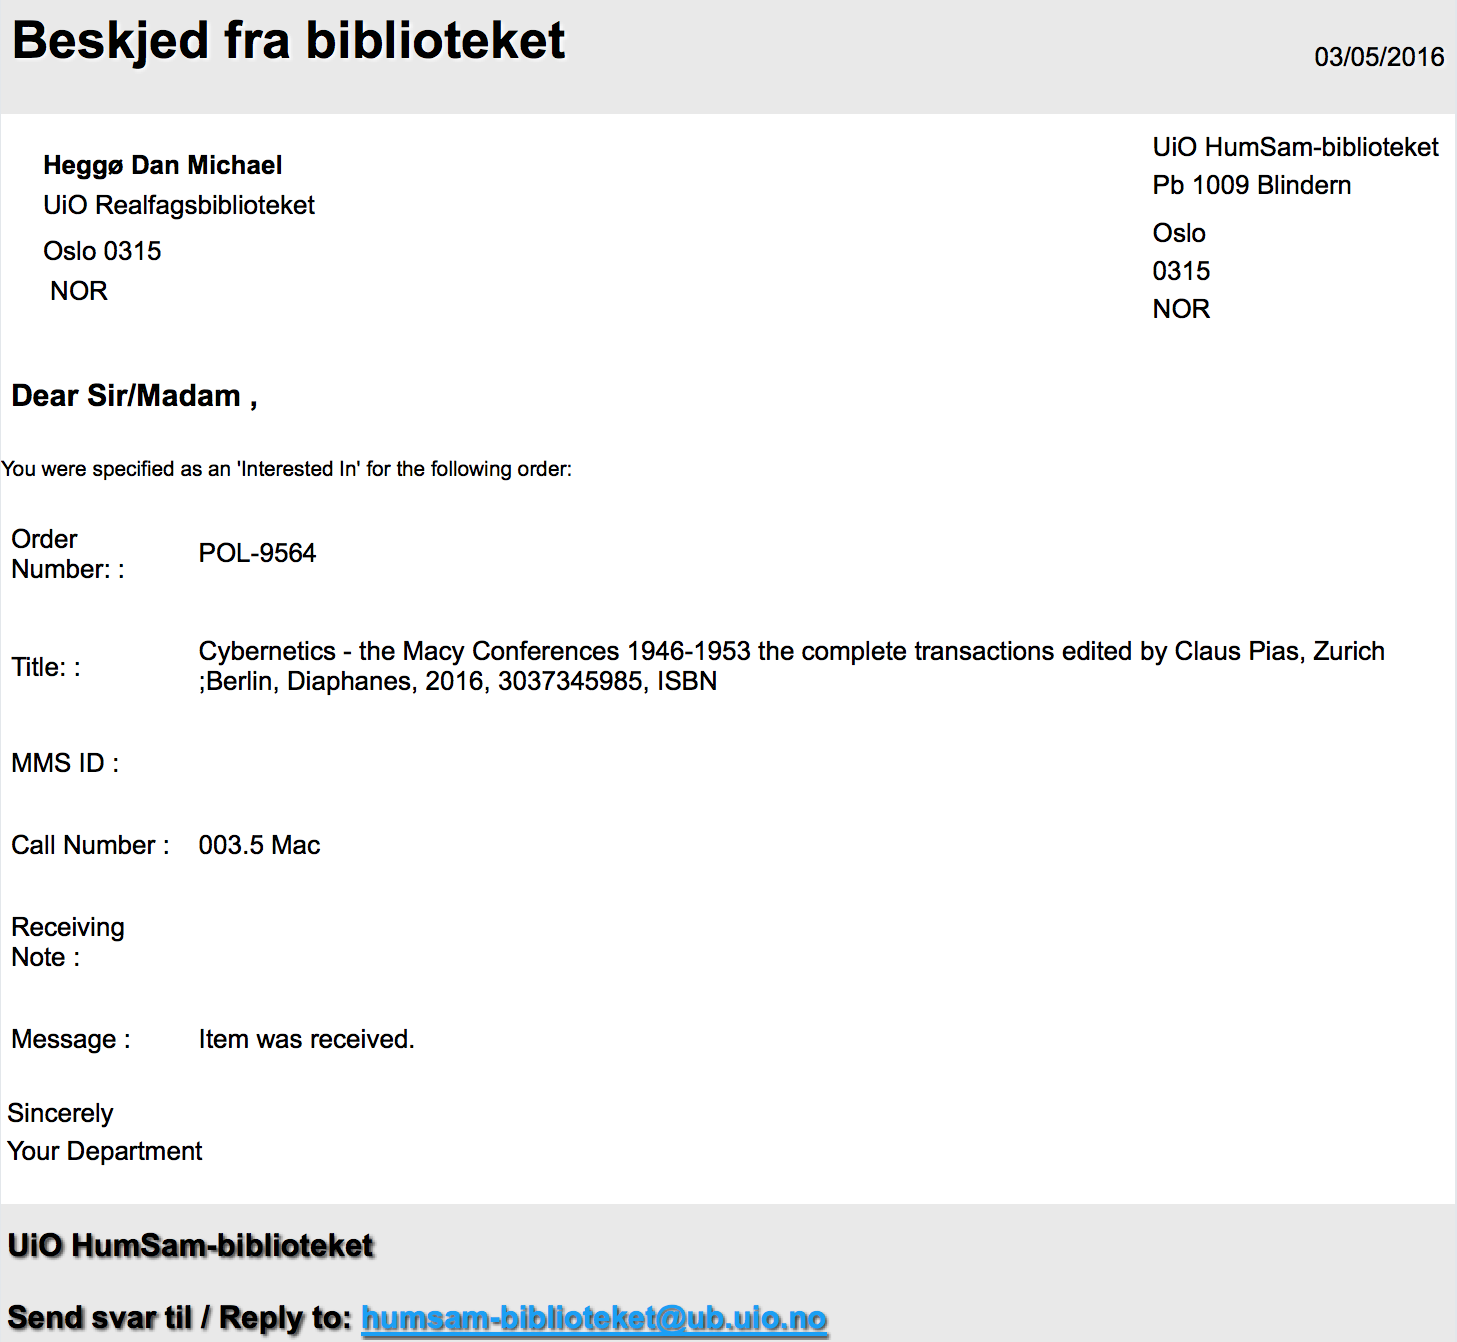 Beskjed fra biblioteket
03/05/2016
Heggø Dan Michael
UiO Realfagsbiblioteket
Oslo 0315
NOR
UiO HumSam-biblioteket
Pb 1009 Blindern
Oslo
0315
NOR
Dear Sir/Madam ,
You were specified as an 'Interested In' for the following order:
Order
Number: :
POL-9564
Title: :
Cybernetics - the Macy Conferences 1946-1953 the complete transactions edited by Claus Pias, Zurich
;Berlin, Diaphanes, 2016, 3037345985, ISBN
MMS ID :
Call Number :
003.5 Mac
Receiving
Note :
Message :
Item was received.
Sincerely
Your Department
UiO HumSam-biblioteket
Send svar til / Reply to: humsam-biblioteket@ub.uio.no